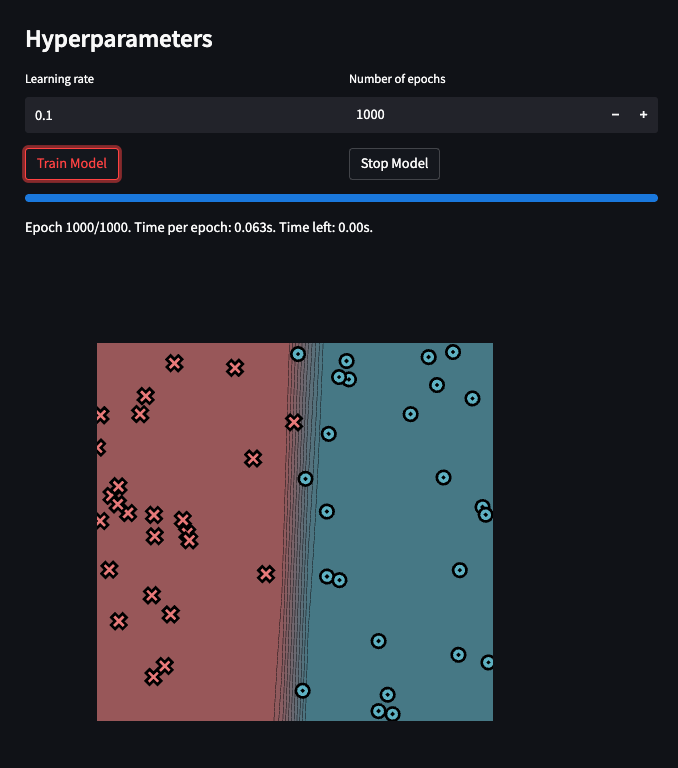 Hyperparameters
Learning rate
Number of epochs
0.1
1000
− +
Train Model
Stop Model
Epoch 1000/1000. Time per epoch: 0.063s. Time left: 0.00s.